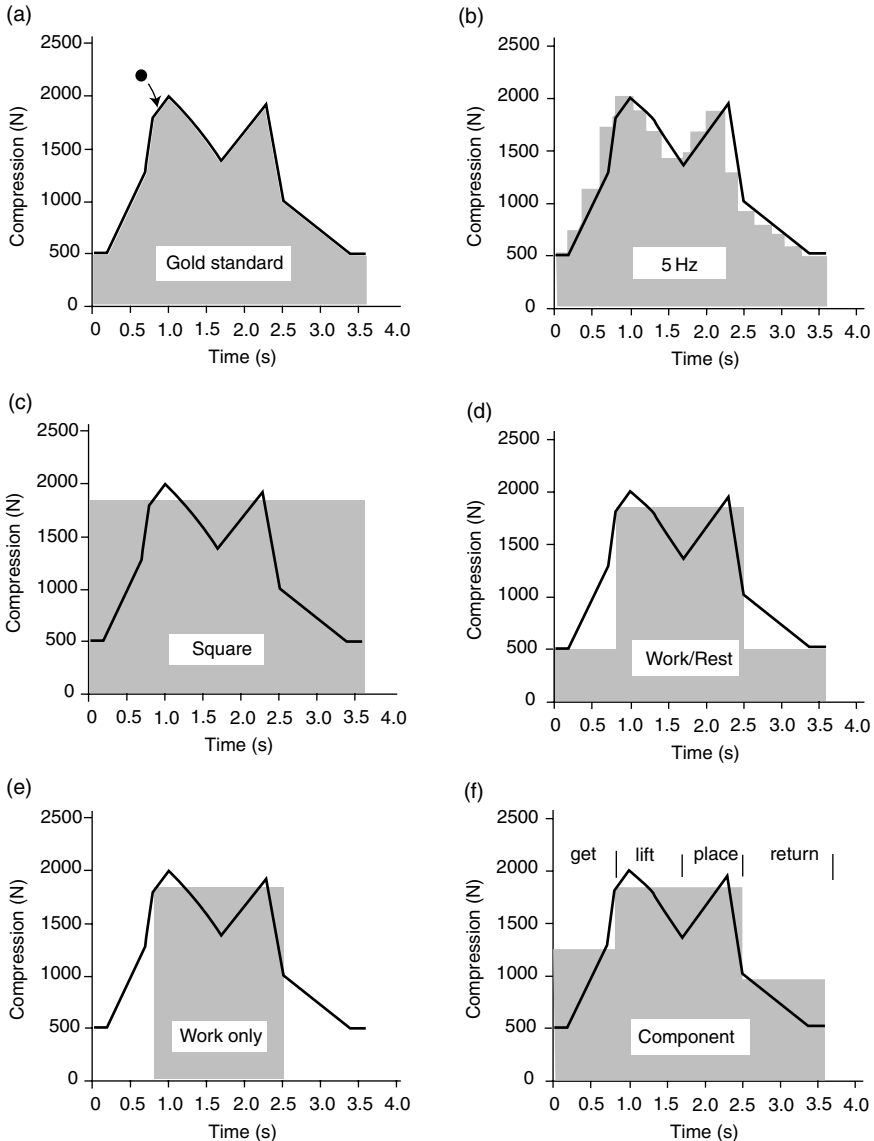 (a)
2500
2000
1500
1000
500
0
Compression (N)
Gold standard
0 0.5 1.0 1.5 2.0 2.5 3.0 3.5 4.0
Time (s)
(b)
2500
2000
1500
1000
500
0
Compression (N)
5 Hz
0 0.5 1.0 1.5 2.0 2.5 3.0 3.5 4.0
Time (s)
(c)
2500
2000
1500
1000
500
0
Compression (N)
Square
0 0.5 1.0 1.5 2.0 2.5 3.0 3.5 4.0
Time (s)
(d)
2500
2000
1500
1000
500
0
Compression (N)
Work/Rest
0 0.5 1.0 1.5 2.0 2.5 3.0 3.5 4.0
Time (s)
(e)
2500
2000
1500
1000
500
0
Compression (N)
Work only
0 0.5 1.0 1.5 2.0 2.5 3.0 3.5 4.0
Time (s)
(f)
2500
2000
1500
1000
500
0
Compression (N)
get lift place return
Component
0 0.5 1.0 1.5 2.0 2.5 3.0 3.5 4.0
Time (s)